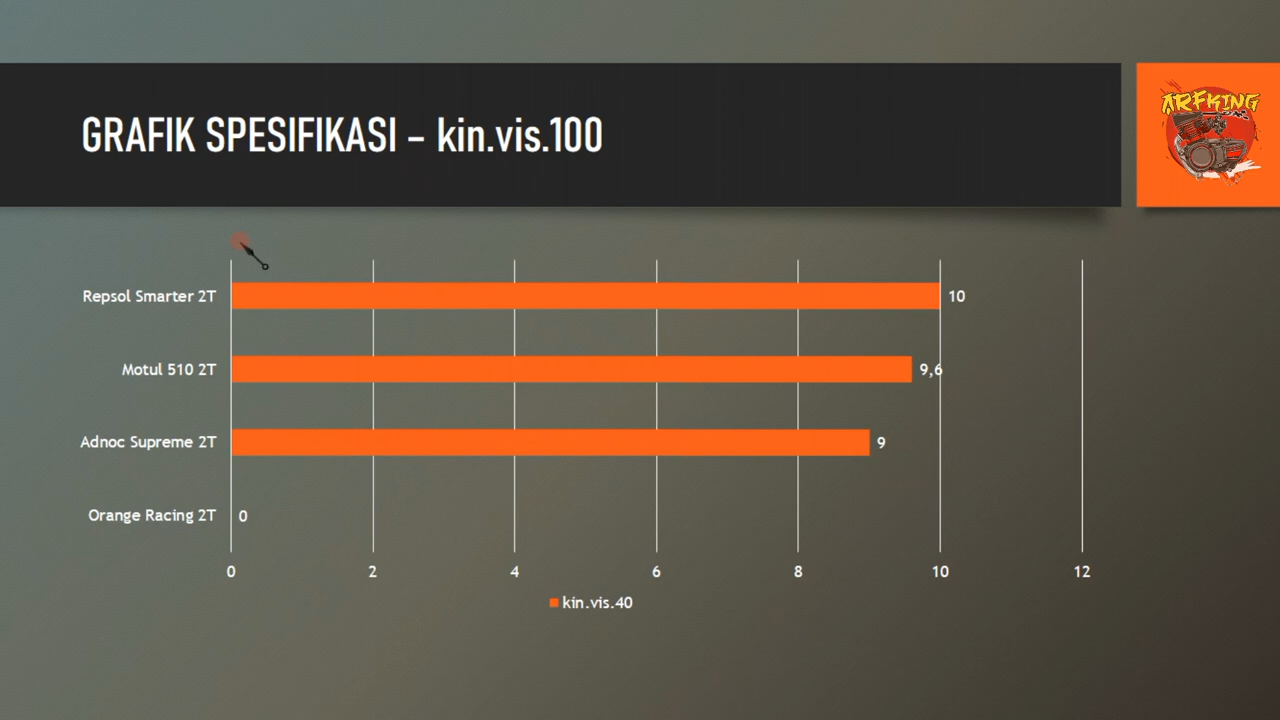 GRAFIK SPESIFIKASI – kin.vis.100
ARFKING
Repsol Smarter 2T 10
Motul 510 2T 9,6
Adnoc Supreme 2T 9
Orange Racing 2T 0
0 2 4 6 8 10 12
kin.vis.40